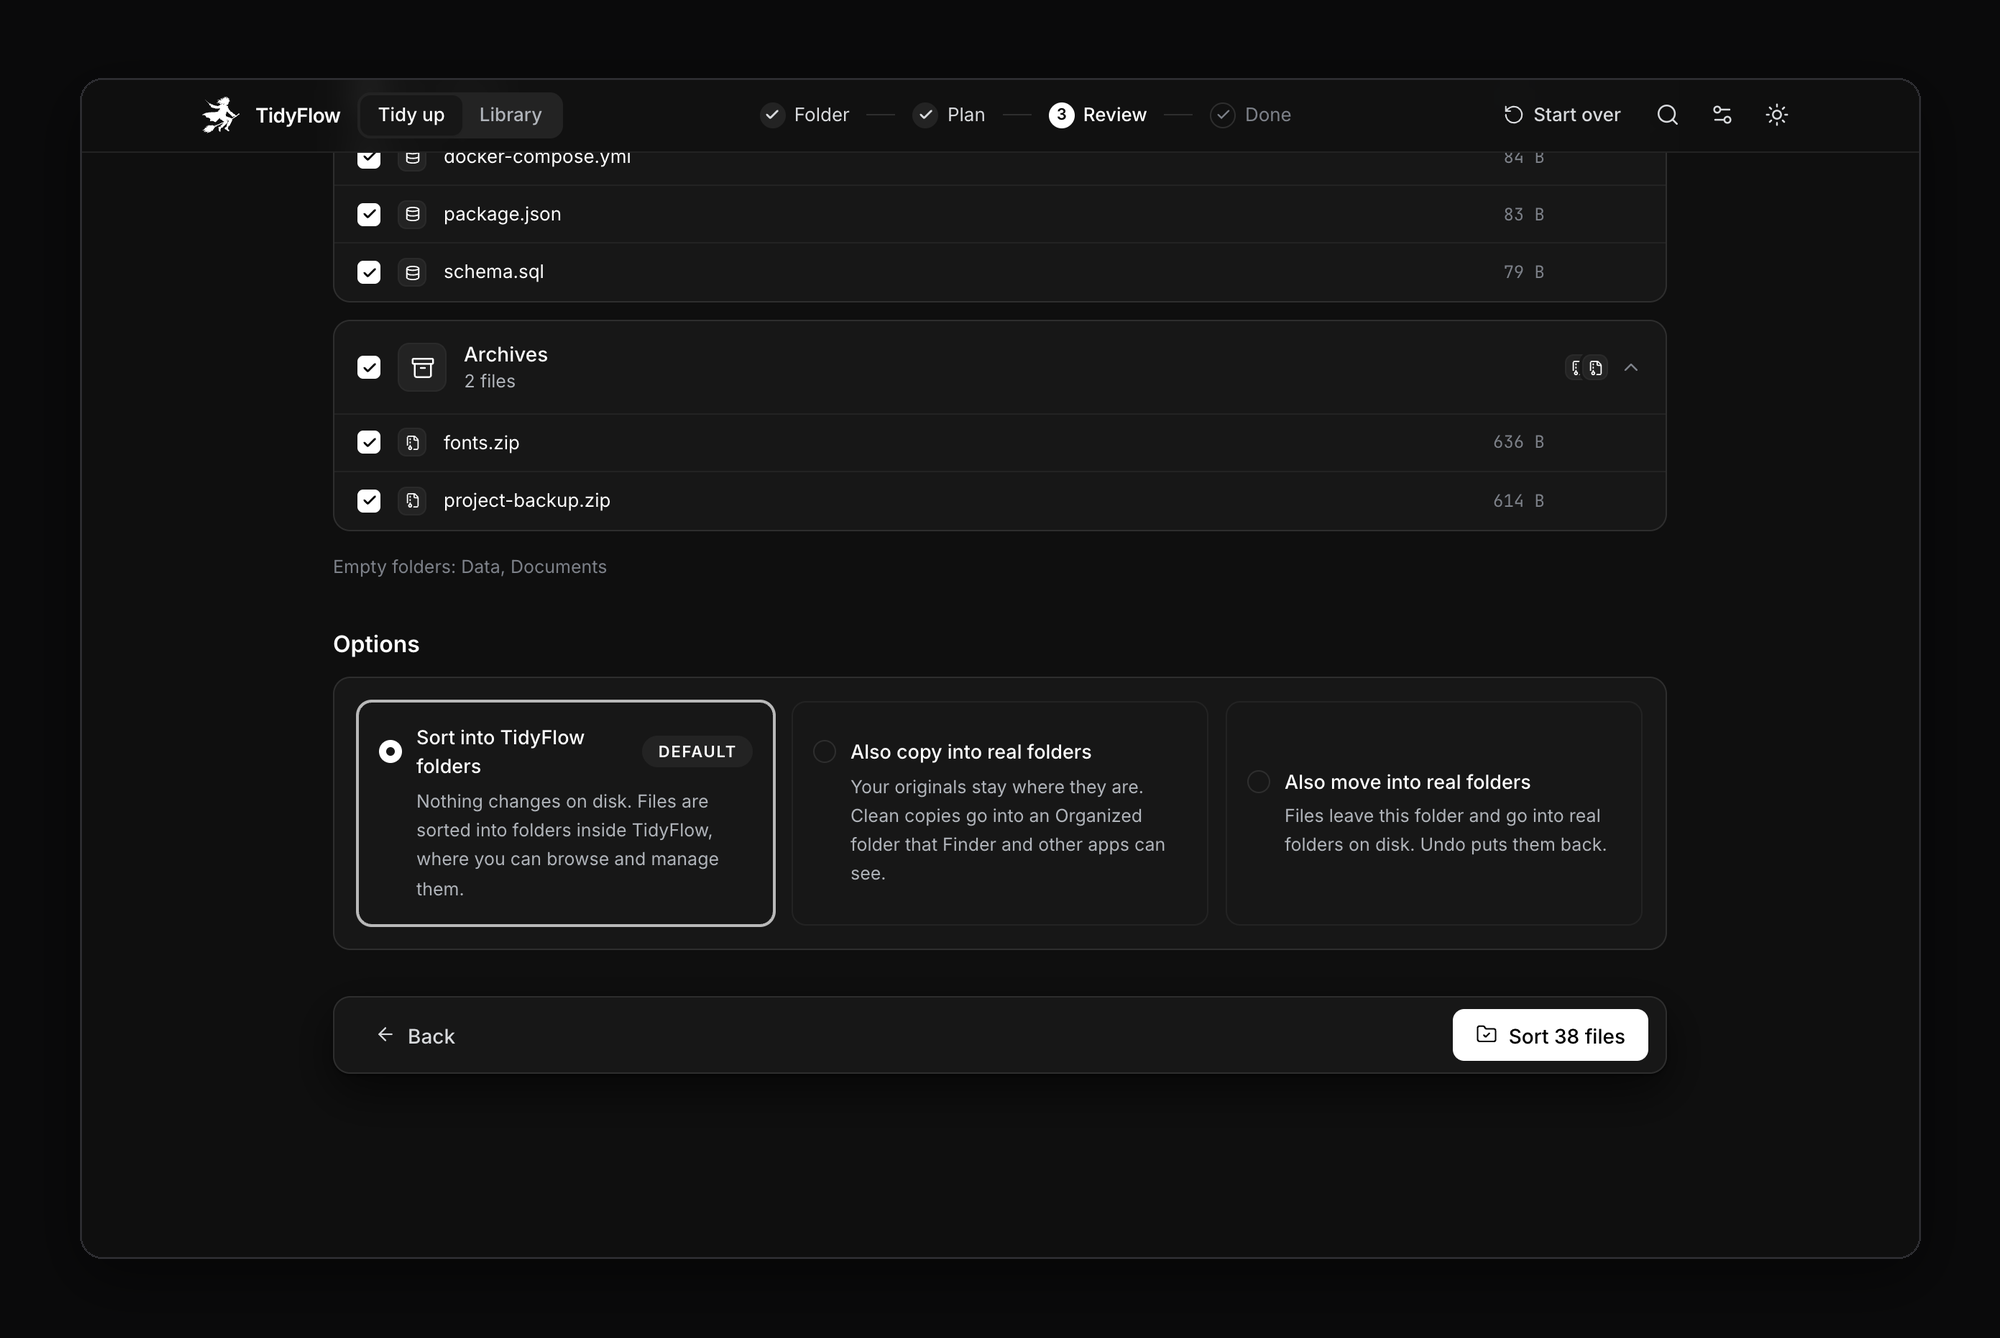 TidyFlow
Tidy up
Library
Folder
Plan
3
Review
Done
Start over
docker-compose.yml
84 B
package.json
83 B
schema.sql
79 B
Archives
2 files
fonts.zip
636 B
project-backup.zip
614 B
Empty folders: Data, Documents
Options
Sort into TidyFlow
folders
DEFAULT
Nothing changes on disk. Files are
sorted into folders inside TidyFlow,
where you can browse and manage
them.
Also copy into real folders
Your originals stay where they are.
Clean copies go into an Organized
folder that Finder and other apps can
see.
Also move into real folders
Files leave this folder and go into real
folders on disk. Undo puts them back.
Back
Sort 38 files